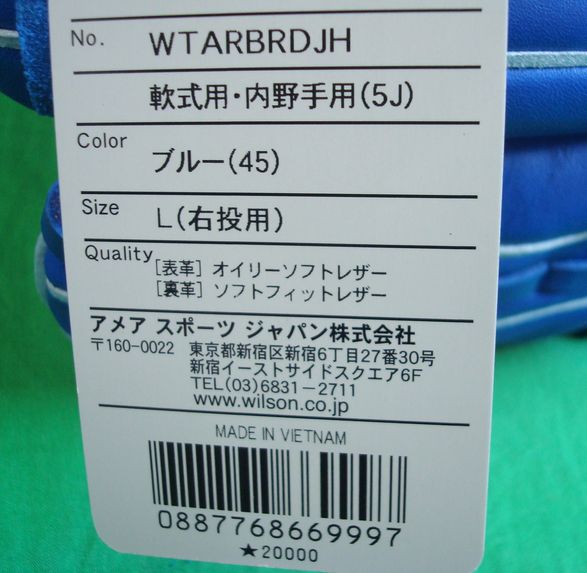 No. WTARBRDJH
軟式用・内野手用(5J)
Color ブルー(45)
Size L(右投用)
Quality [表革] オイリーソフトレザー
[裏革] ソフトフィットレザー
アメア スポーツ ジャパン株式会社
〒160-0022 東京都新宿区新宿6丁目27番30号
新宿イーストサイドスクエア6F
TEL(03)6831-2711
www.wilson.co.jp
MADE IN VIETNAM
0887768669997
★20000